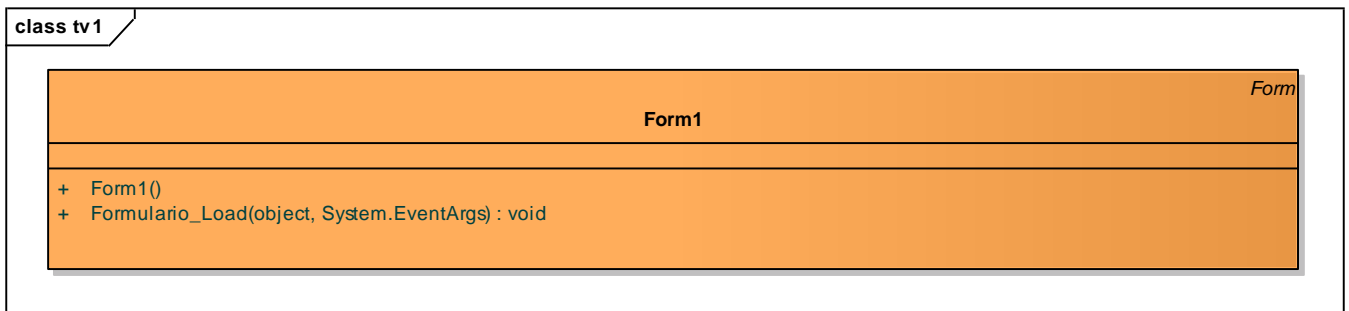 class tv1
Form
Form1
+ Form1()
+ Formulario_Load(object, System.EventArgs) : void